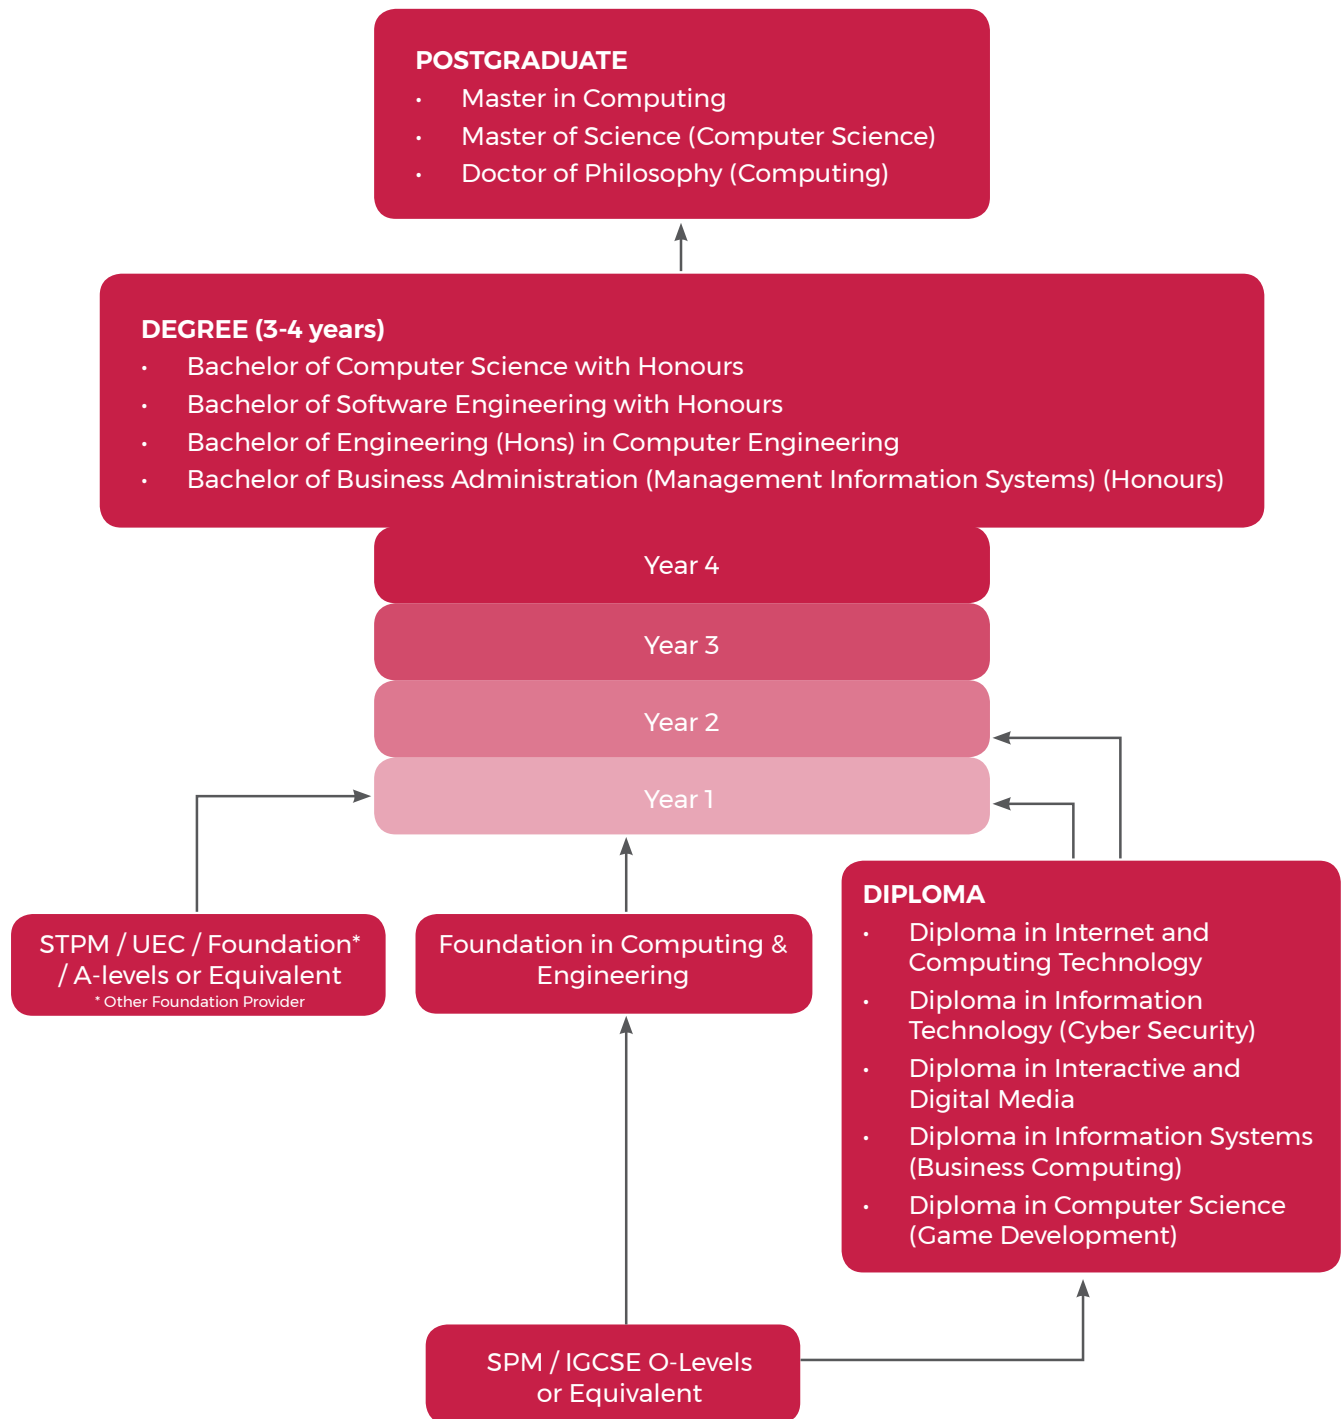 POSTGRADUATE
• Master in Computing
• Master of Science (Computer Science)
• Doctor of Philosophy (Computing)
DEGREE (3-4 years)
• Bachelor of Computer Science with Honours
• Bachelor of Software Engineering with Honours
• Bachelor of Engineering (Hons) in Computer Engineering
• Bachelor of Business Administration (Management Information Systems) (Honours)
Year 4
Year 3
Year 2
Year 1
STPM / UEC / Foundation*
/ A-levels or Equivalent
* Other Foundation Provider
Foundation in Computing &
Engineering
DIPLOMA
• Diploma in Internet and
Computing Technology
• Diploma in Information
Technology (Cyber Security)
• Diploma in Interactive and
Digital Media
• Diploma in Information Systems
(Business Computing)
• Diploma in Computer Science
(Game Development)
SPM / IGCSE O-Levels
or Equivalent